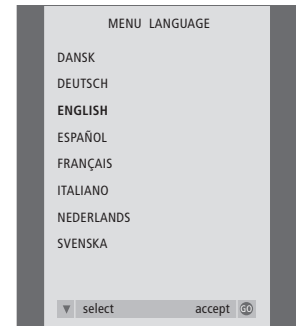 MENU LANGUAGE
DANSK
DEUTSCH
ENGLISH
ESPAÑOL
FRANÇAIS
ITALIANO
NEDERLANDS
SVENSKA
select accept GO